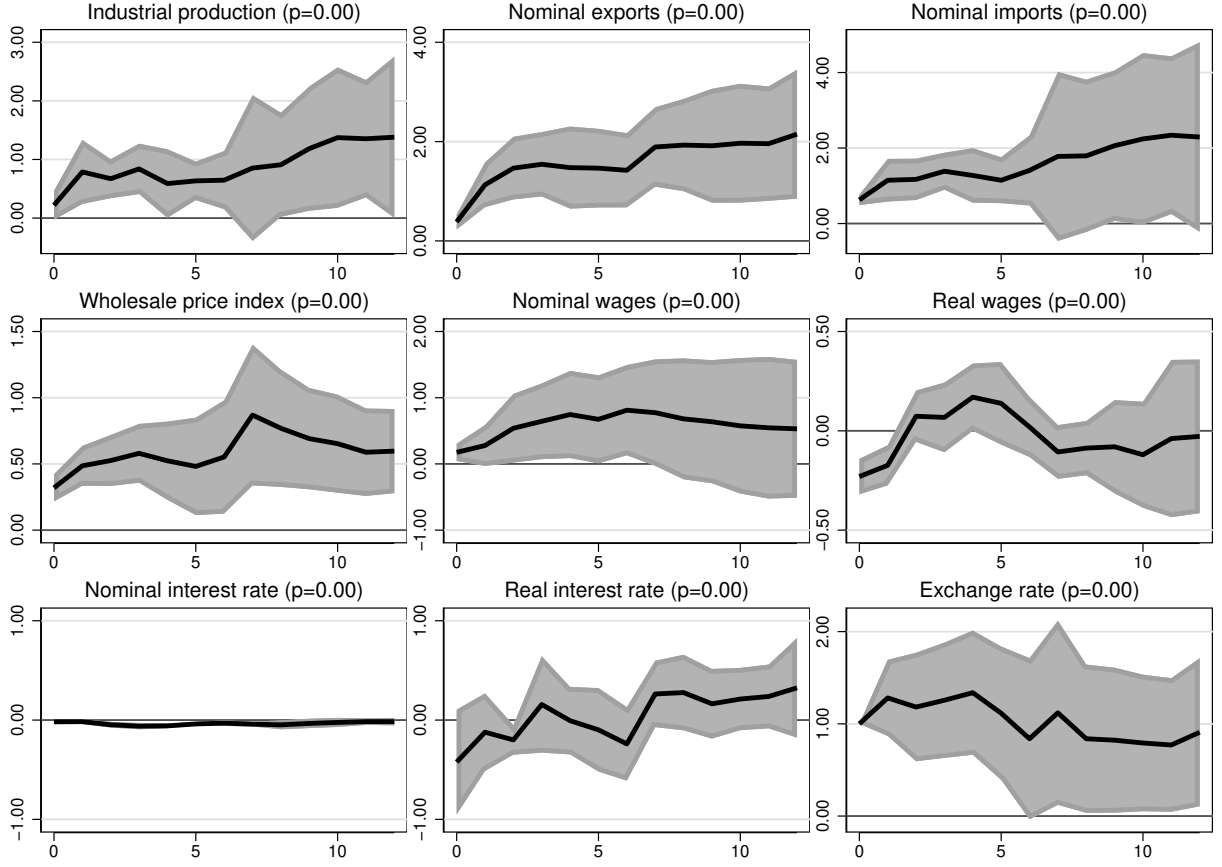 Industrial production (p=0.00)
3.00
2.00
1.00
0.00
0 5 10
Nominal exports (p=0.00)
4.00
2.00
0.00
0 5 10
Nominal imports (p=0.00)
4.00
2.00
0.00
0 5 10
Wholesale price index (p=0.00)
1.50
1.00
0.50
0.00
0 5 10
Nominal wages (p=0.00)
2.00
1.00
0.00
−1.00
0 5 10
Real wages (p=0.00)
0.50
0.00
−0.50
0 5 10
Nominal interest rate (p=0.00)
1.00
0.00
−1.00
0 5 10
Real interest rate (p=0.00)
1.00
0.00
−1.00
0 5 10
Exchange rate (p=0.00)
2.00
1.00
0.00
0 5 10